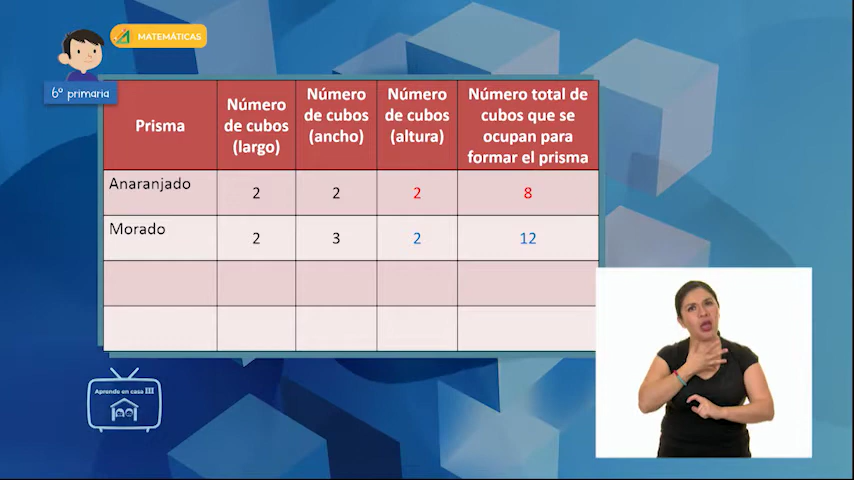 MATEMÁTICAS
6º primaria
Prisma
Número
de cubos
(largo)
Número
de cubos
(ancho)
Número
de cubos
(altura)
Número total de
cubos que se
ocupan para
formar el prisma
Anaranjado 2 2 2 8
Morado 2 3 2 12
Aprende en casa III